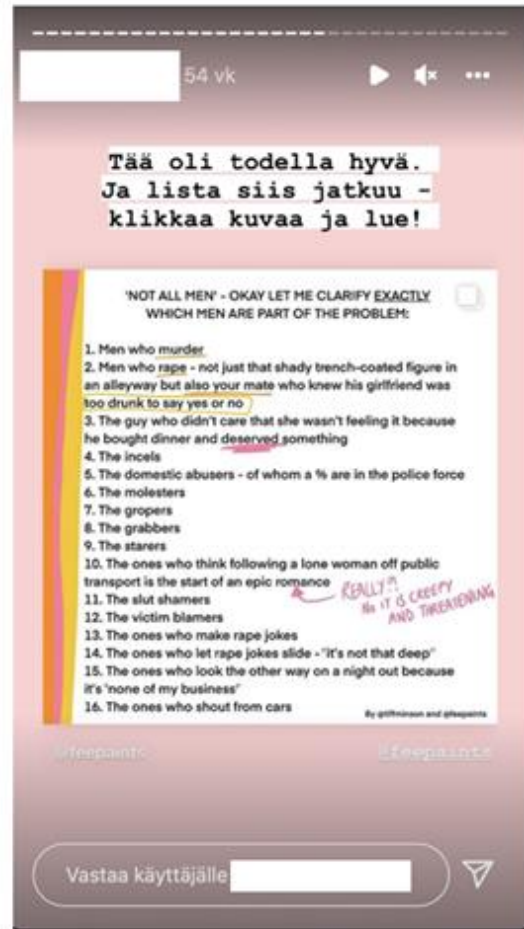 54 vk
Tää oli todella hyvä.
Ja lista siis jatkuu -
klikkaa kuvaa ja lue!
'NOT ALL MEN' - OKAY LET ME CLARIFY EXACTLY
WHICH MEN ARE PART OF THE PROBLEM:
1. Men who murder
2. Men who rape - not just that shady trench-coated figure in
an alleyway but also your mate who knew his girlfriend was
too drunk to say yes or no
3. The guy who didn't care that she wasn't feeling it because
he bought dinner and deserved something
4. The incels
5. The domestic abusers - of whom a % are in the police force
6. The molesters
7. The gropers
8. The grabbers
9. The starers
10. The ones who think following a lone woman off public
transport is the start of an epic romance
REALLY?!
No IT IS CREEPY
AND THREATENING
11. The slut shamers
12. The victim blamers
13. The ones who make rape jokes
14. The ones who let rape jokes slide - "it's not that deep"
15. The ones who look the other way on a night out because
it's "none of my business"
16. The ones who shout from cars
By @tiffminson and @feepaints
@feepaints
@feepaints
Vastaa käyttäjälle